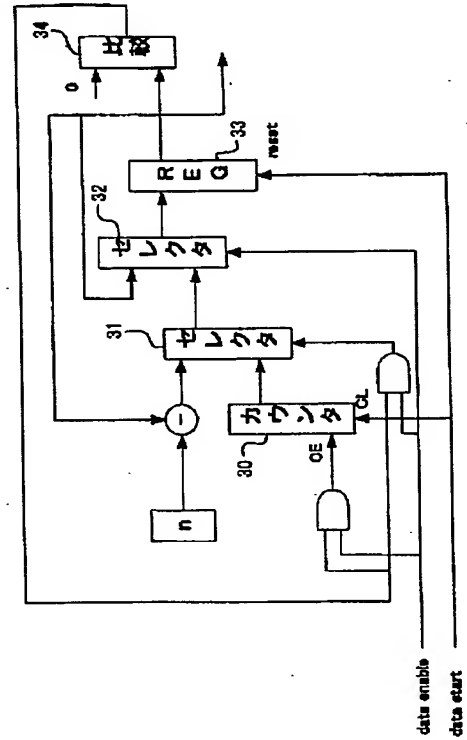 34
比較
0
33
REG
reset
32
セレクタ
31
セレクタ
−
n
30
カウンタ
CL
OE
data enable
data start